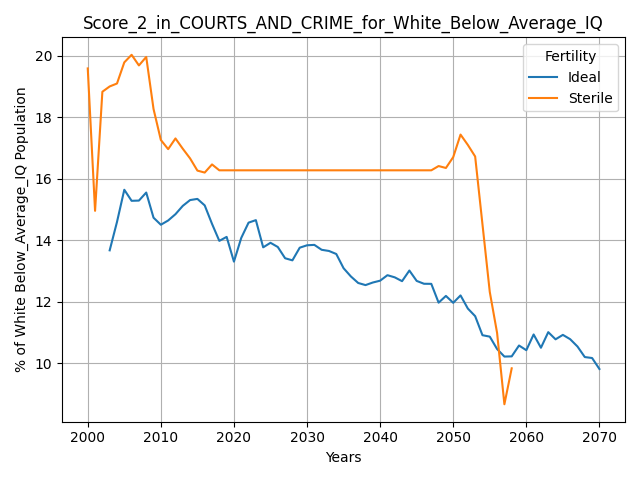 Score_2_in_COURTS_AND_CRIME_for_White_Below_Average_IQ
% of White Below_Average_IQ Population
20
18
16
14
12
10
Fertility
Ideal
Sterile
2000 2010 2020 2030 2040 2050 2060 2070
Years